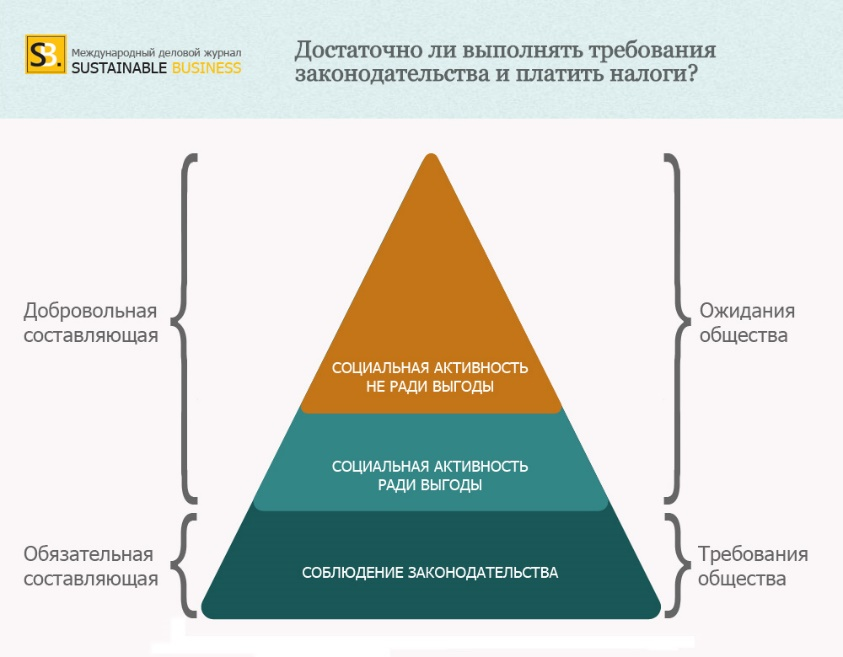 SB.
Международный деловой журнал
SUSTAINABLE BUSINESS
Достаточно ли выполнять требования
законодательства и платить налоги?
Добровольная
составляющая
Ожидания
общества
СОЦИАЛЬНАЯ АКТИВНОСТЬ
НЕ РАДИ ВЫГОДЫ
СОЦИАЛЬНАЯ АКТИВНОСТЬ
РАДИ ВЫГОДЫ
Обязательная
составляющая
СОБЛЮДЕНИЕ ЗАКОНОДАТЕЛЬСТВА
Требования
общества